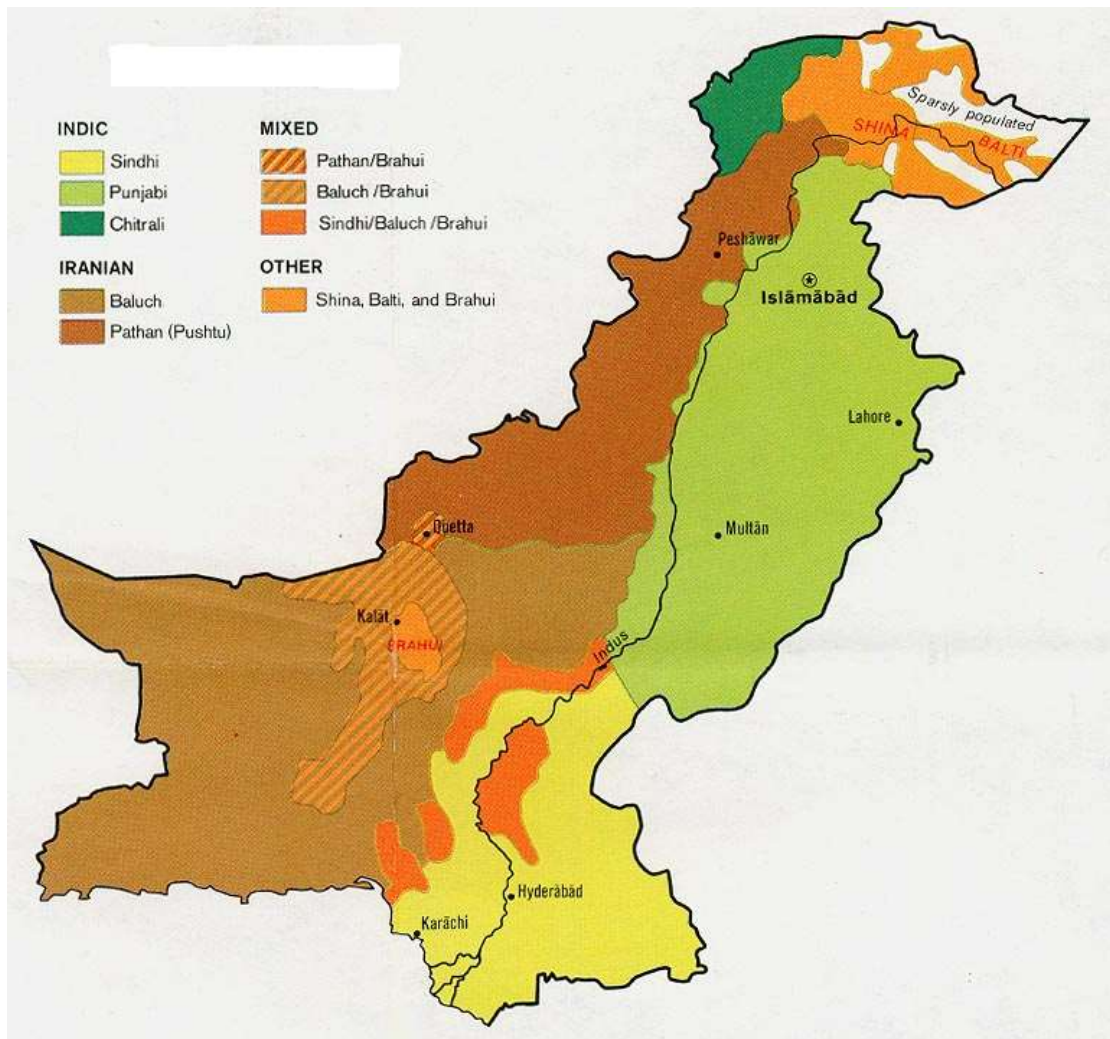 INDIC
Sindhi
Punjabi
Chitrali
IRANIAN
Baluch
Pathan (Pushtu)
MIXED
Pathan/Brahui
Baluch/Brahui
Sindhi/Baluch/Brahui
OTHER
Shina, Balti, and Brahui
Sparsly populated
SHINA
BALTI
Peshāwar
Islāmābād
Lahore
Quetta
Multān
Kalāt
BRAHUI
Indus
Hyderābād
Karāchi